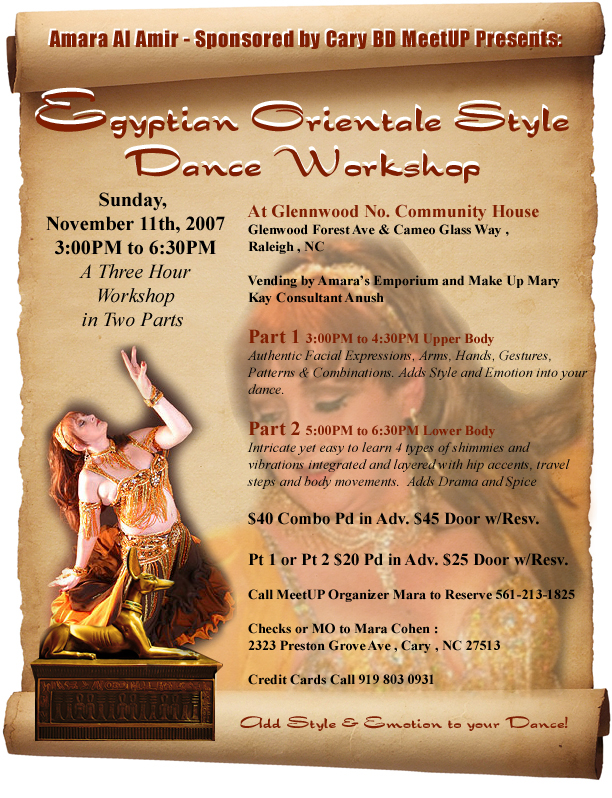 Amara Al Amir - Sponsored by Cary BD MeetUP Presents:
Egyptian Orientale Style
Dance Workshop
Sunday,
November 11th, 2007
3:00PM to 6:30PM
A Three Hour
Workshop
in Two Parts
At Glennwood No. Community House
Glenwood Forest Ave & Cameo Glass Way ,
Raleigh , NC
Vending by Amara's Emporium and Make Up Mary
Kay Consultant Anush
Part 1 3:00PM to 4:30PM Upper Body
Authentic Facial Expressions, Arms, Hands, Gestures,
Patterns & Combinations. Adds Style and Emotion into your
dance.
Part 2 5:00PM to 6:30PM Lower Body
Intricate yet easy to learn 4 types of shimmies and
vibrations integrated and layered with hip accents, travel
steps and body movements. Adds Drama and Spice
$40 Combo Pd in Adv. $45 Door w/Resv.
Pt 1 or Pt 2 $20 Pd in Adv. $25 Door w/Resv.
Call MeetUP Organizer Mara to Reserve 561-213-1825
Checks or MO to Mara Cohen :
2323 Preston Grove Ave , Cary , NC 27513
Credit Cards Call 919 803 0931
Add Style & Emotion to your Dance!